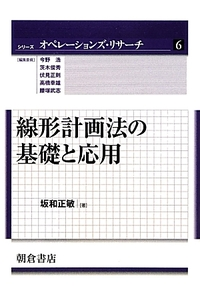 シリーズ オペレーションズ・リサーチ 6
[編集委員]
今野 浩
茨木俊秀
伏見正則
高橋幸雄
腰塚武志
線形計画法の
基礎と応用
坂和正敏 [著]
朝倉書店